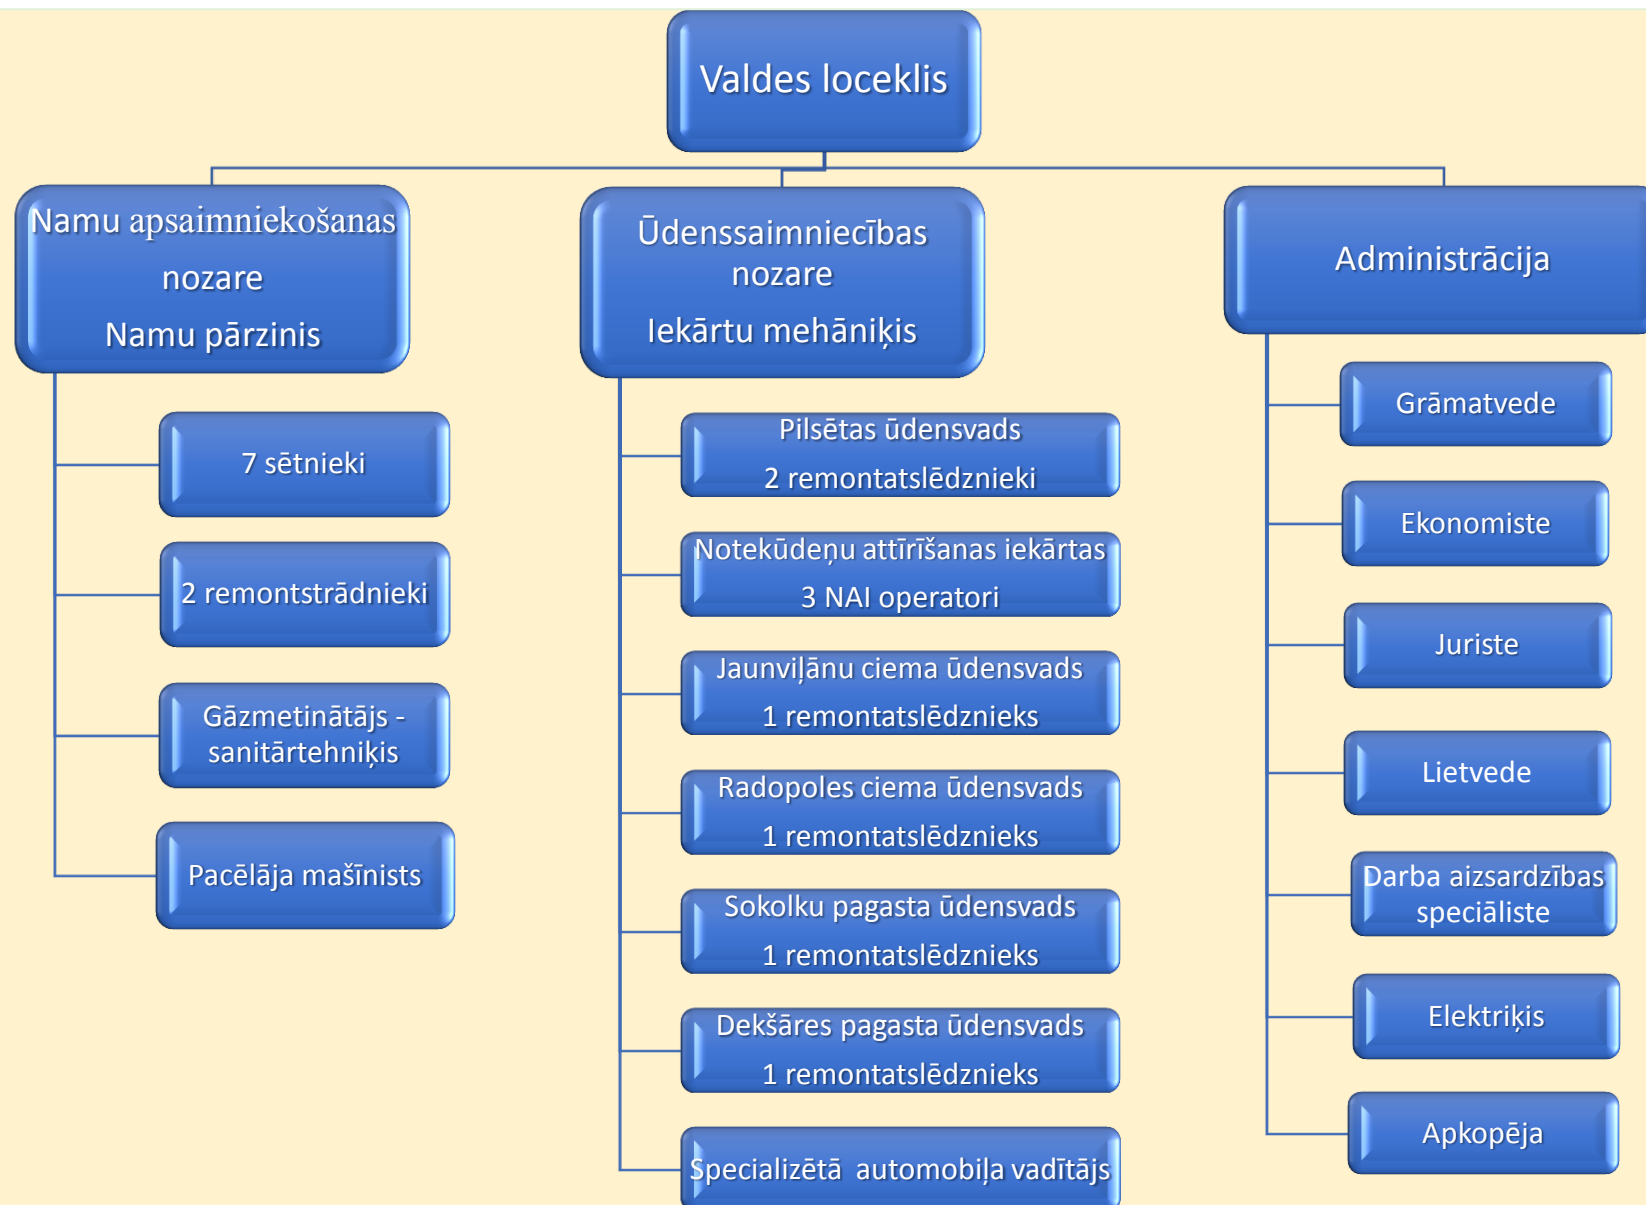 Valdes loceklis
Namu apsaimniekošanas
nozare
Namu pārzinis
7 sētnieki
2 remontstrādnieki
Gāzmetinātājs -
sanitārtehniķis
Pacēlāja mašīnists
Ūdenssaimniecības
nozare
Iekārtu mehāniķis
Pilsētas ūdensvads
2 remontatslēdznieki
Notekūdeņu attīrīšanas iekārtas
3 NAI operatori
Jaunviļānu ciema ūdensvads
1 remontatslēdznieks
Radopoles ciema ūdensvads
1 remontatslēdznieks
Sokolku pagasta ūdensvads
1 remontatslēdznieks
Dekšāres pagasta ūdensvads
1 remontatslēdznieks
Specializētā automobiļa vadītājs
Administrācija
Grāmatvede
Ekonomiste
Juriste
Lietvede
Darba aizsardzības
speciāliste
Elektriķis
Apkopēja